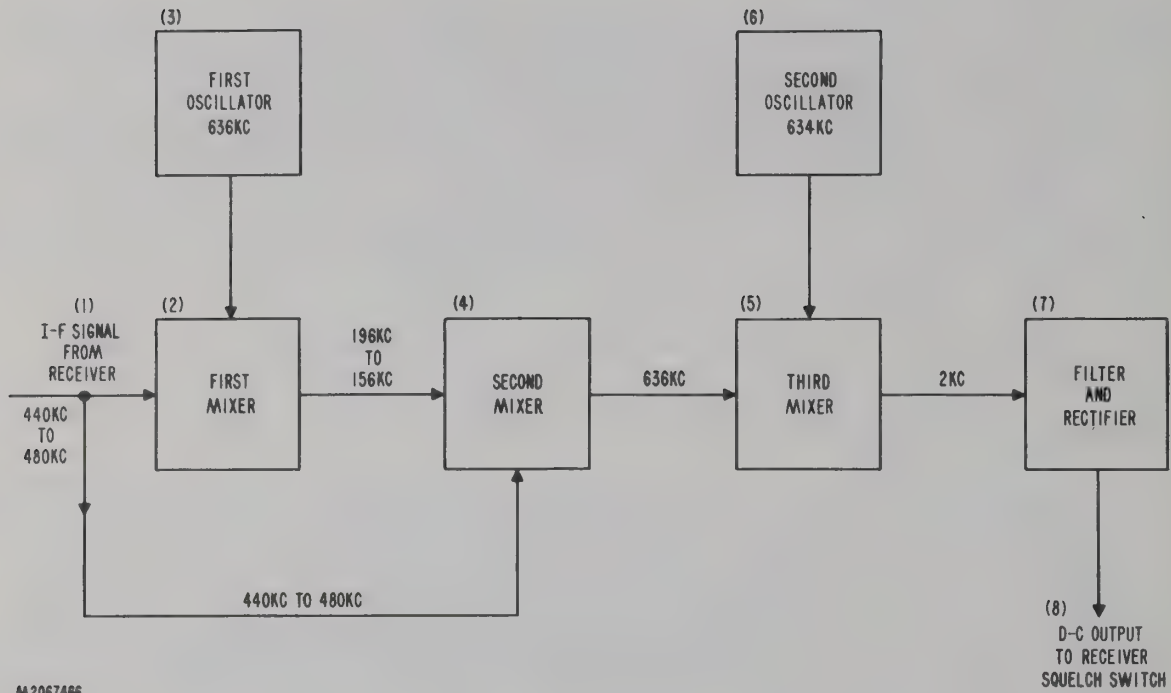 (3)
FIRST
OSCILLATOR
636KC
(6)
SECOND
OSCILLATOR
634KC
(1)
I-F SIGNAL
FROM
RECEIVER
440KC
TO
480KC
(2)
FIRST
MIXER
196KC
TO
156KC
(4)
SECOND
MIXER
636KC
(5)
THIRD
MIXER
2KC
(7)
FILTER
AND
RECTIFIER
440KC TO 480KC
(8)
D-C OUTPUT
TO RECEIVER
SQUELCH SWITCH